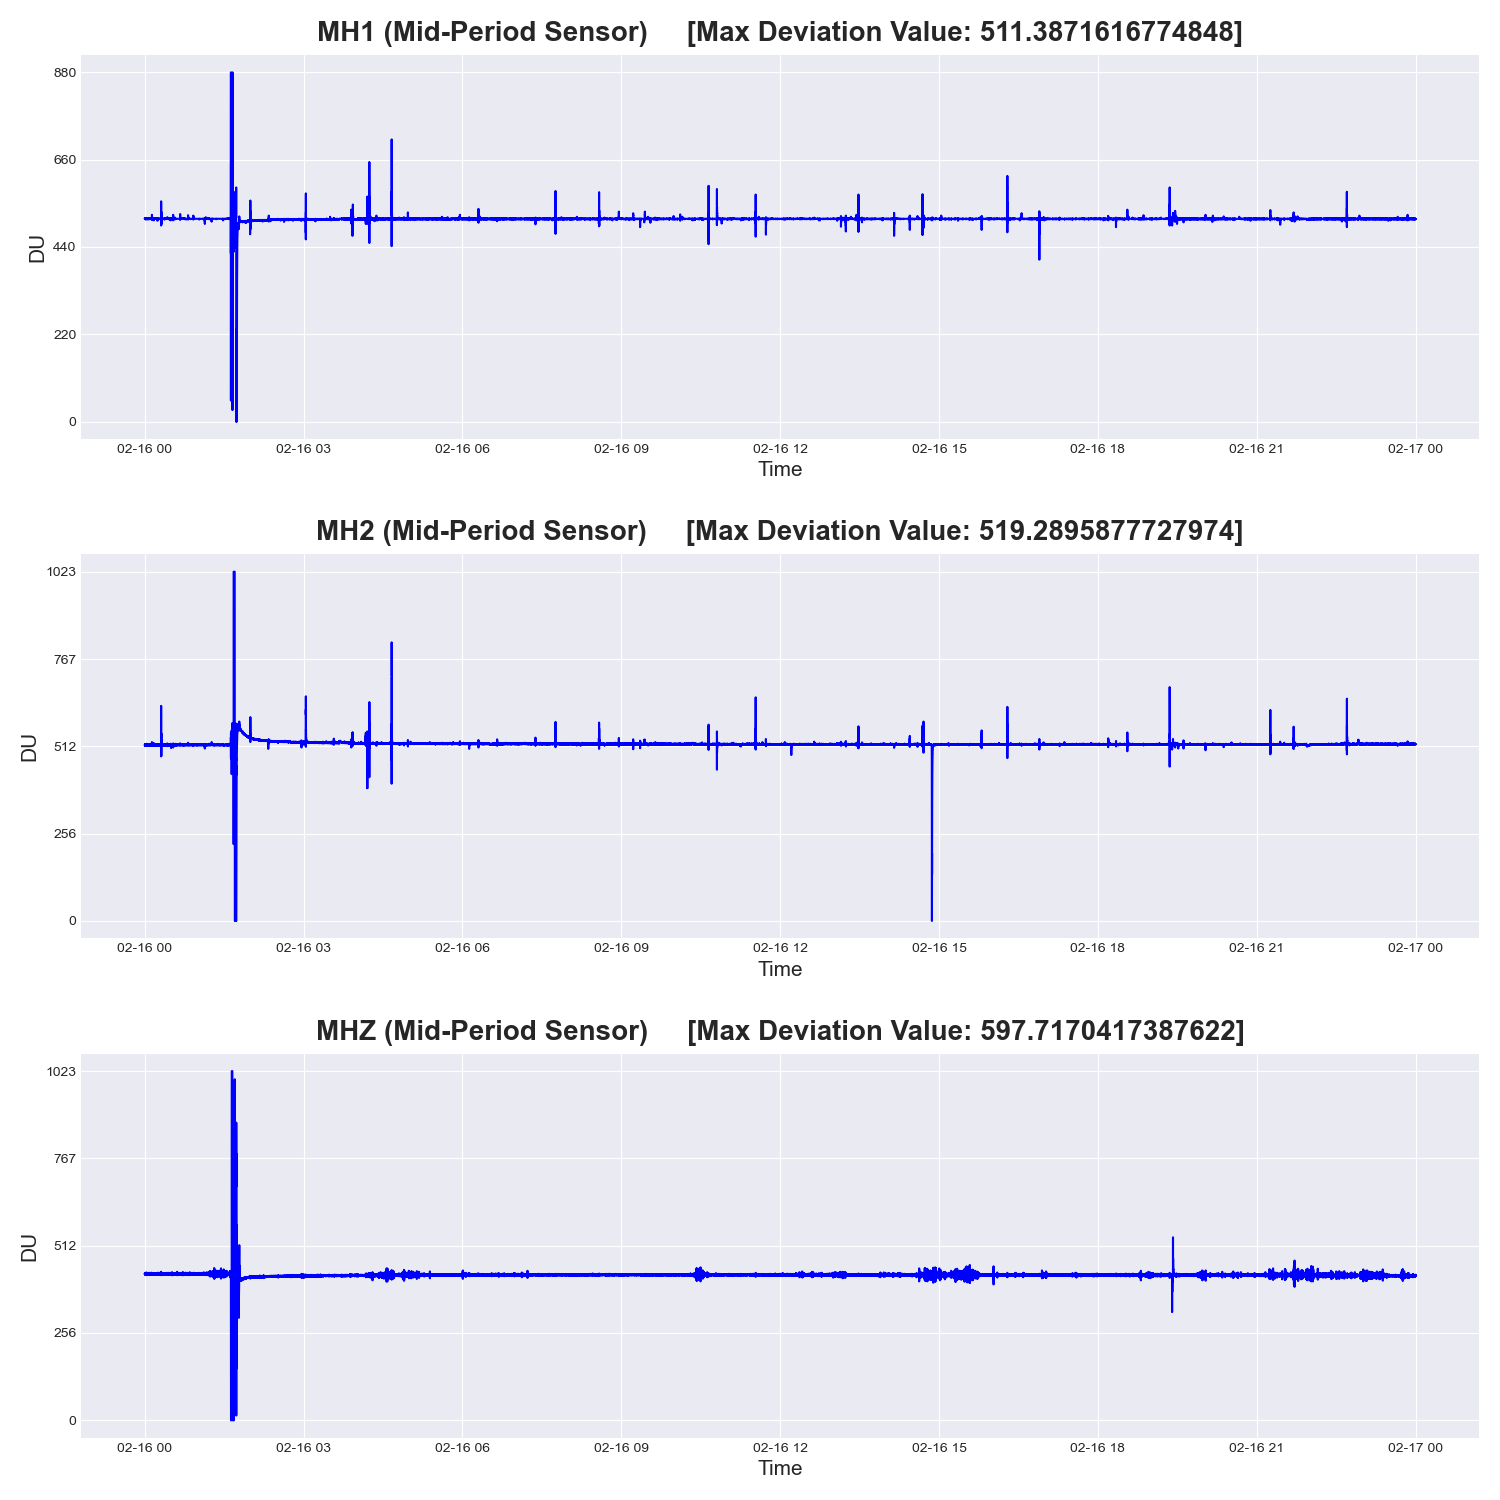 MH1 (Mid-Period Sensor) [Max Deviation Value: 511.3871616774848]
880
660
440
220
0
DU
02-16 00 02-16 03 02-16 06 02-16 09 02-16 12 02-16 15 02-16 18 02-16 21 02-17 00
Time
MH2 (Mid-Period Sensor) [Max Deviation Value: 519.2895877727974]
1023
767
512
256
0
DU
02-16 00 02-16 03 02-16 06 02-16 09 02-16 12 02-16 15 02-16 18 02-16 21 02-17 00
Time
MHZ (Mid-Period Sensor) [Max Deviation Value: 597.7170417387622]
1023
767
512
256
0
DU
02-16 00 02-16 03 02-16 06 02-16 09 02-16 12 02-16 15 02-16 18 02-16 21 02-17 00
Time